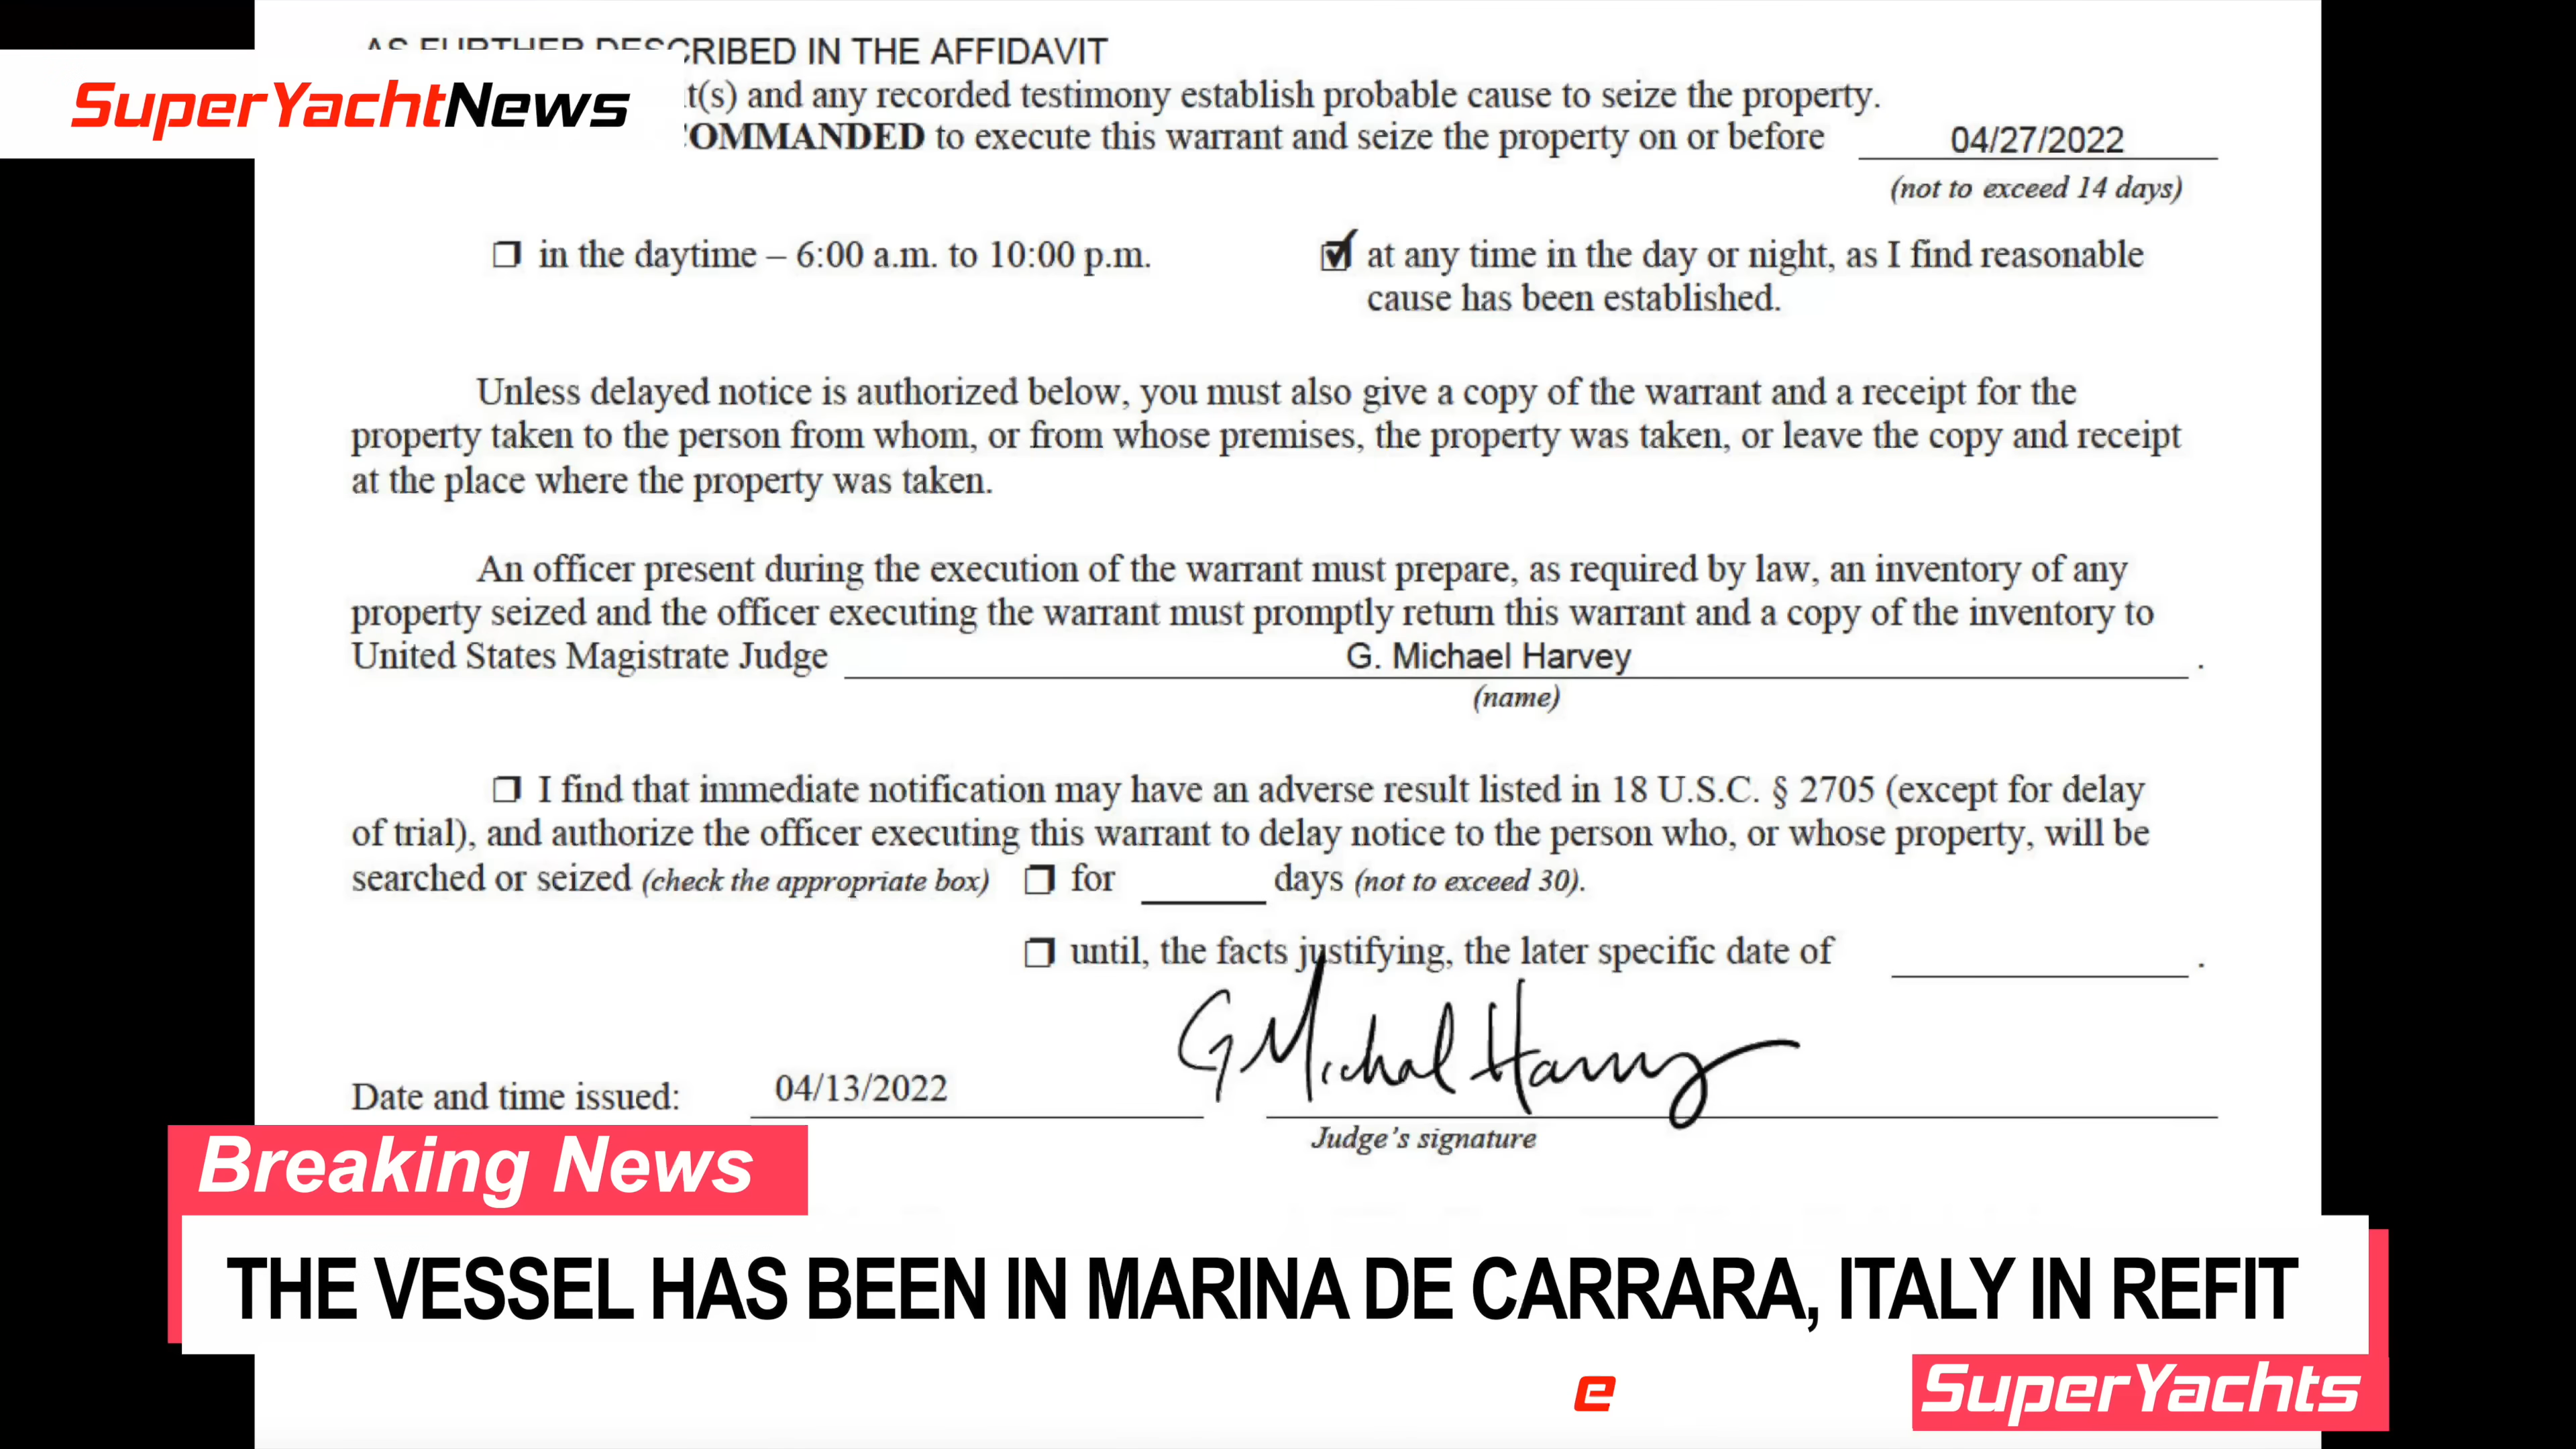 AS FURTHER DESCRIBED IN THE AFFIDAVIT
SuperYachtNews
t(s) and any recorded testimony establish probable cause to seize the property.
COMMANDED to execute this warrant and seize the property on or before 04/27/2022
(not to exceed 14 days)
in the daytime – 6:00 a.m. to 10:00 p.m.
at any time in the day or night, as I find reasonable
cause has been established.
Unless delayed notice is authorized below, you must also give a copy of the warrant and a receipt for the
property taken to the person from whom, or from whose premises, the property was taken, or leave the copy and receipt
at the place where the property was taken.
An officer present during the execution of the warrant must prepare, as required by law, an inventory of any
property seized and the officer executing the warrant must promptly return this warrant and a copy of the inventory to
United States Magistrate Judge G. Michael Harvey .
(name)
I find that immediate notification may have an adverse result listed in 18 U.S.C. § 2705 (except for delay
of trial), and authorize the officer executing this warrant to delay notice to the person who, or whose property, will be
searched or seized (check the appropriate box) for ______ days (not to exceed 30).
until, the facts justifying, the later specific date of ______ .
G Michael Harvey
Date and time issued: 04/13/2022
Judge's signature
Breaking News
THE VESSEL HAS BEEN IN MARINA DE CARRARA, ITALY IN REFIT
e
SuperYachts